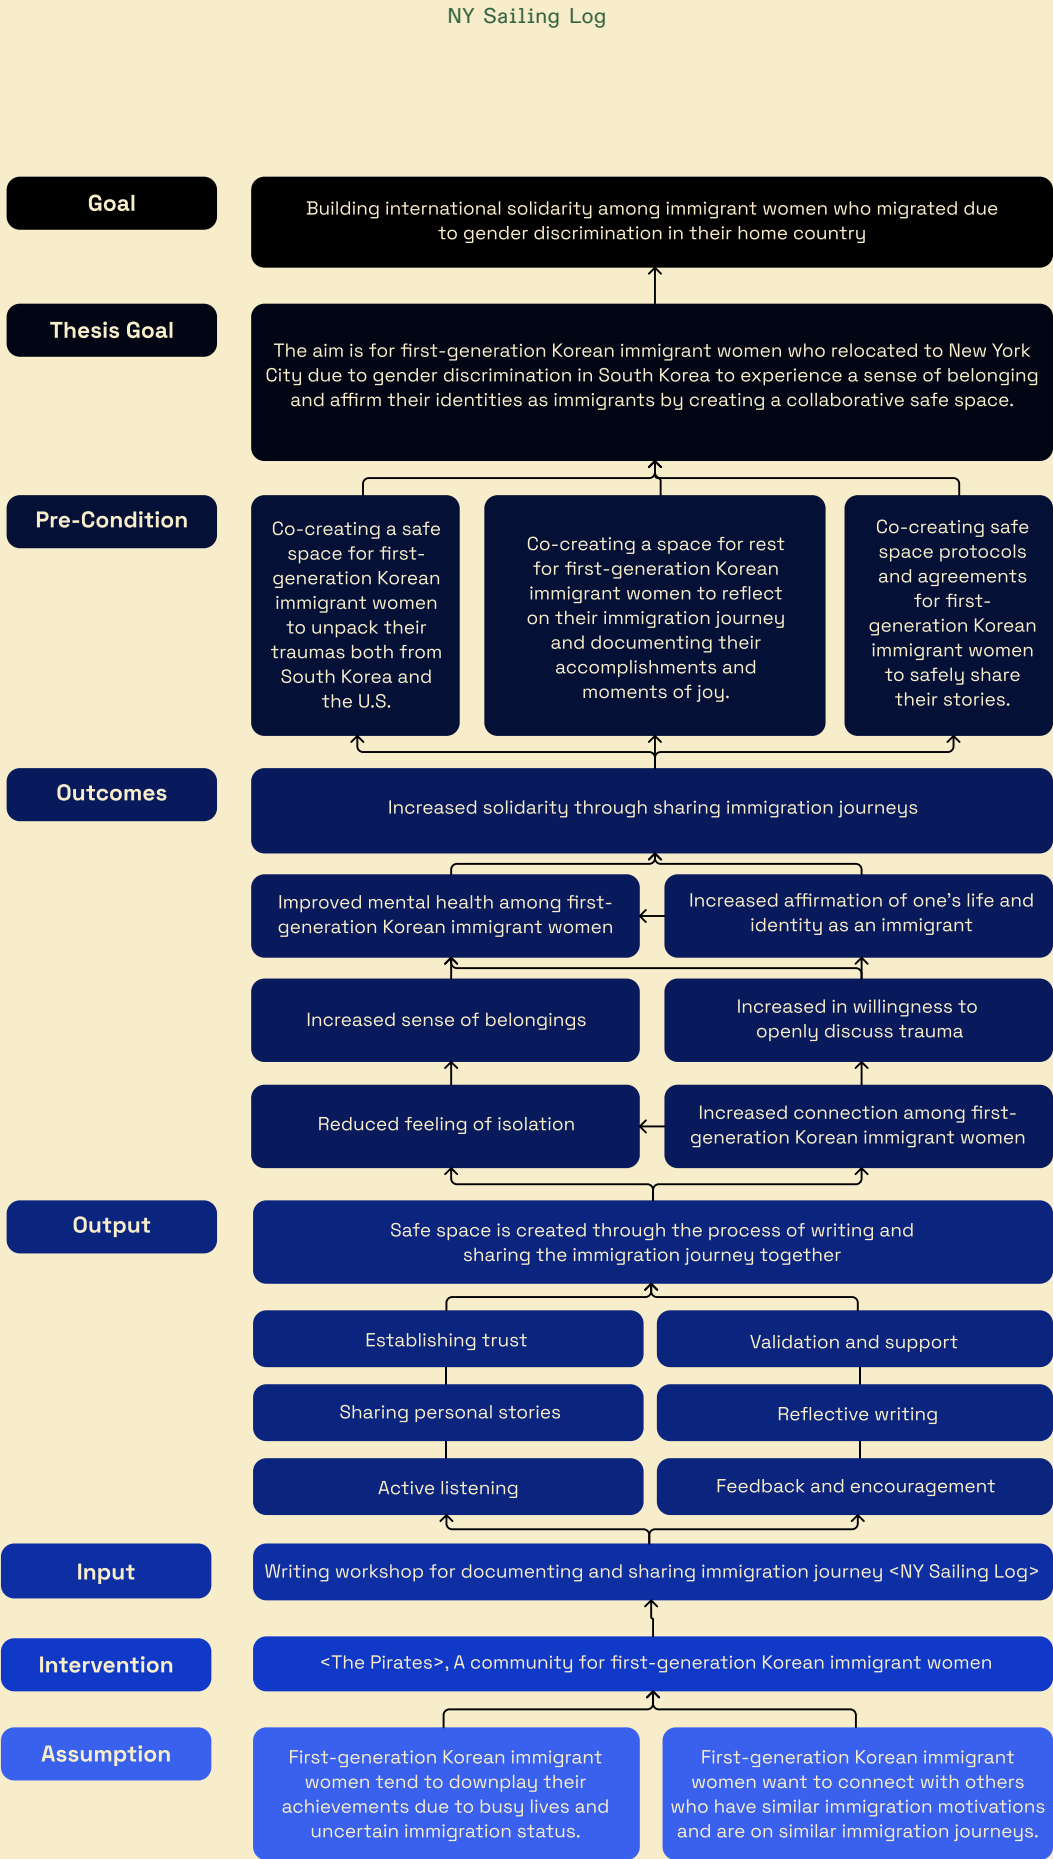 NY Sailing Log
Goal
Building international solidarity among immigrant women who migrated due
to gender discrimination in their home country
Thesis Goal
The aim is for first-generation Korean immigrant women who relocated to New York
City due to gender discrimination in South Korea to experience a sense of belonging
and affirm their identities as immigrants by creating a collaborative safe space.
Pre-Condition
Co-creating a safe
space for first-
generation Korean
immigrant women
to unpack their
traumas both from
South Korea and
the U.S.
Co-creating a space for rest
for first-generation Korean
immigrant women to reflect
on their immigration journey
and documenting their
accomplishments and
moments of joy.
Co-creating safe
space protocols
and agreements
for first-
generation Korean
immigrant women
to safely share
their stories.
Outcomes
Increased solidarity through sharing immigration journeys
Improved mental health among first-
generation Korean immigrant women
Increased affirmation of one's life and
identity as an immigrant
Increased sense of belongings
Increased in willingness to
openly discuss trauma
Reduced feeling of isolation
Increased connection among first-
generation Korean immigrant women
Output
Safe space is created through the process of writing and
sharing the immigration journey together
Establishing trust
Validation and support
Sharing personal stories
Reflective writing
Active listening
Feedback and encouragement
Input
Writing workshop for documenting and sharing immigration journey <NY Sailing Log>
Intervention
<The Pirates>, A community for first-generation Korean immigrant women
Assumption
First-generation Korean immigrant
women tend to downplay their
achievements due to busy lives and
uncertain immigration status.
First-generation Korean immigrant
women want to connect with others
who have similar immigration motivations
and are on similar immigration journeys.